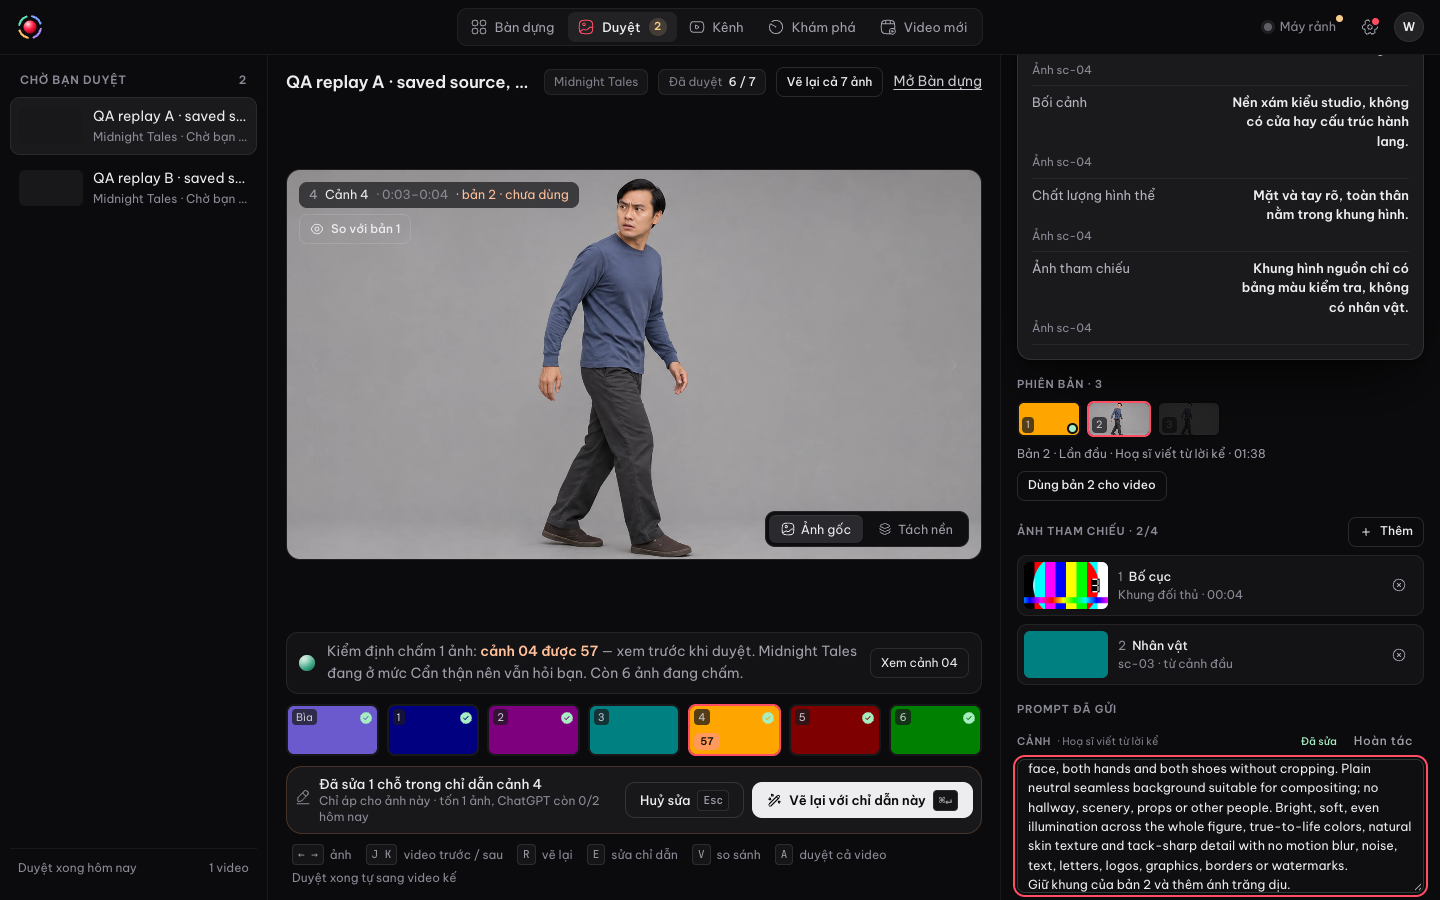 Bàn dựng
Duyệt 2
Kênh
Khám phá
Video mới
Máy rảnh
W
CHỜ BẠN DUYỆT 2
QA replay A · saved s...
Midnight Tales · Chờ bạn ...
QA replay B · saved s...
Midnight Tales · Chờ bạn ...
Duyệt xong hôm nay 1 video
QA replay A · saved source, ...
Midnight Tales
Đã duyệt 6 / 7
Vẽ lại cả 7 ảnh
Mở Bàn dựng
4 Cảnh 4 · 0:03–0:04 · bản 2 · chưa dùng
So với bản 1
Ảnh gốc
Tách nền
Kiểm định chấm 1 ảnh: cảnh 04 được 57 — xem trước khi duyệt. Midnight Tales
đang ở mức Cẩn thận nên vẫn hỏi bạn. Còn 6 ảnh đang chấm.
Xem cảnh 04
Bìa
1
2
3
4
57
5
6
Đã sửa 1 chỗ trong chỉ dẫn cảnh 4
Chỉ áp cho ảnh này · tốn 1 ảnh, ChatGPT còn 0/2
hôm nay
Huỷ sửa Esc
Vẽ lại với chỉ dẫn này ⌘↵
← → ảnh
J K video trước / sau
R vẽ lại
E sửa chỉ dẫn
V so sánh
A duyệt cả video
Duyệt xong tự sang video kế
Ảnh sc-04
Bối cảnh
Nền xám kiểu studio, không
có cửa hay cấu trúc hành
lang.
Ảnh sc-04
Chất lượng hình thể
Mặt và tay rõ, toàn thân
nằm trong khung hình.
Ảnh sc-04
Ảnh tham chiếu
Khung hình nguồn chỉ có
bảng màu kiểm tra, không
có nhân vật.
Ảnh sc-04
PHIÊN BẢN · 3
1
2
3
Bản 2 · Lần đầu · Hoạ sĩ viết từ lời kể · 01:38
Dùng bản 2 cho video
ẢNH THAM CHIẾU · 2/4
+ Thêm
1 Bố cục
Khung đối thủ · 00:04
2 Nhân vật
sc-03 · từ cảnh đầu
PROMPT ĐÃ GỬI
CẢNH · Hoạ sĩ viết từ lời kể
Đã sửa
Hoàn tác
face, both hands and both shoes without cropping. Plain
neutral seamless background suitable for compositing; no
hallway, scenery, props or other people. Bright, soft, even
illumination across the whole figure, true-to-life colors, natural
skin texture and tack-sharp detail with no motion blur, noise,
text, letters, logos, graphics, borders or watermarks.
Giữ khung của bản 2 và thêm ánh trăng dịu.